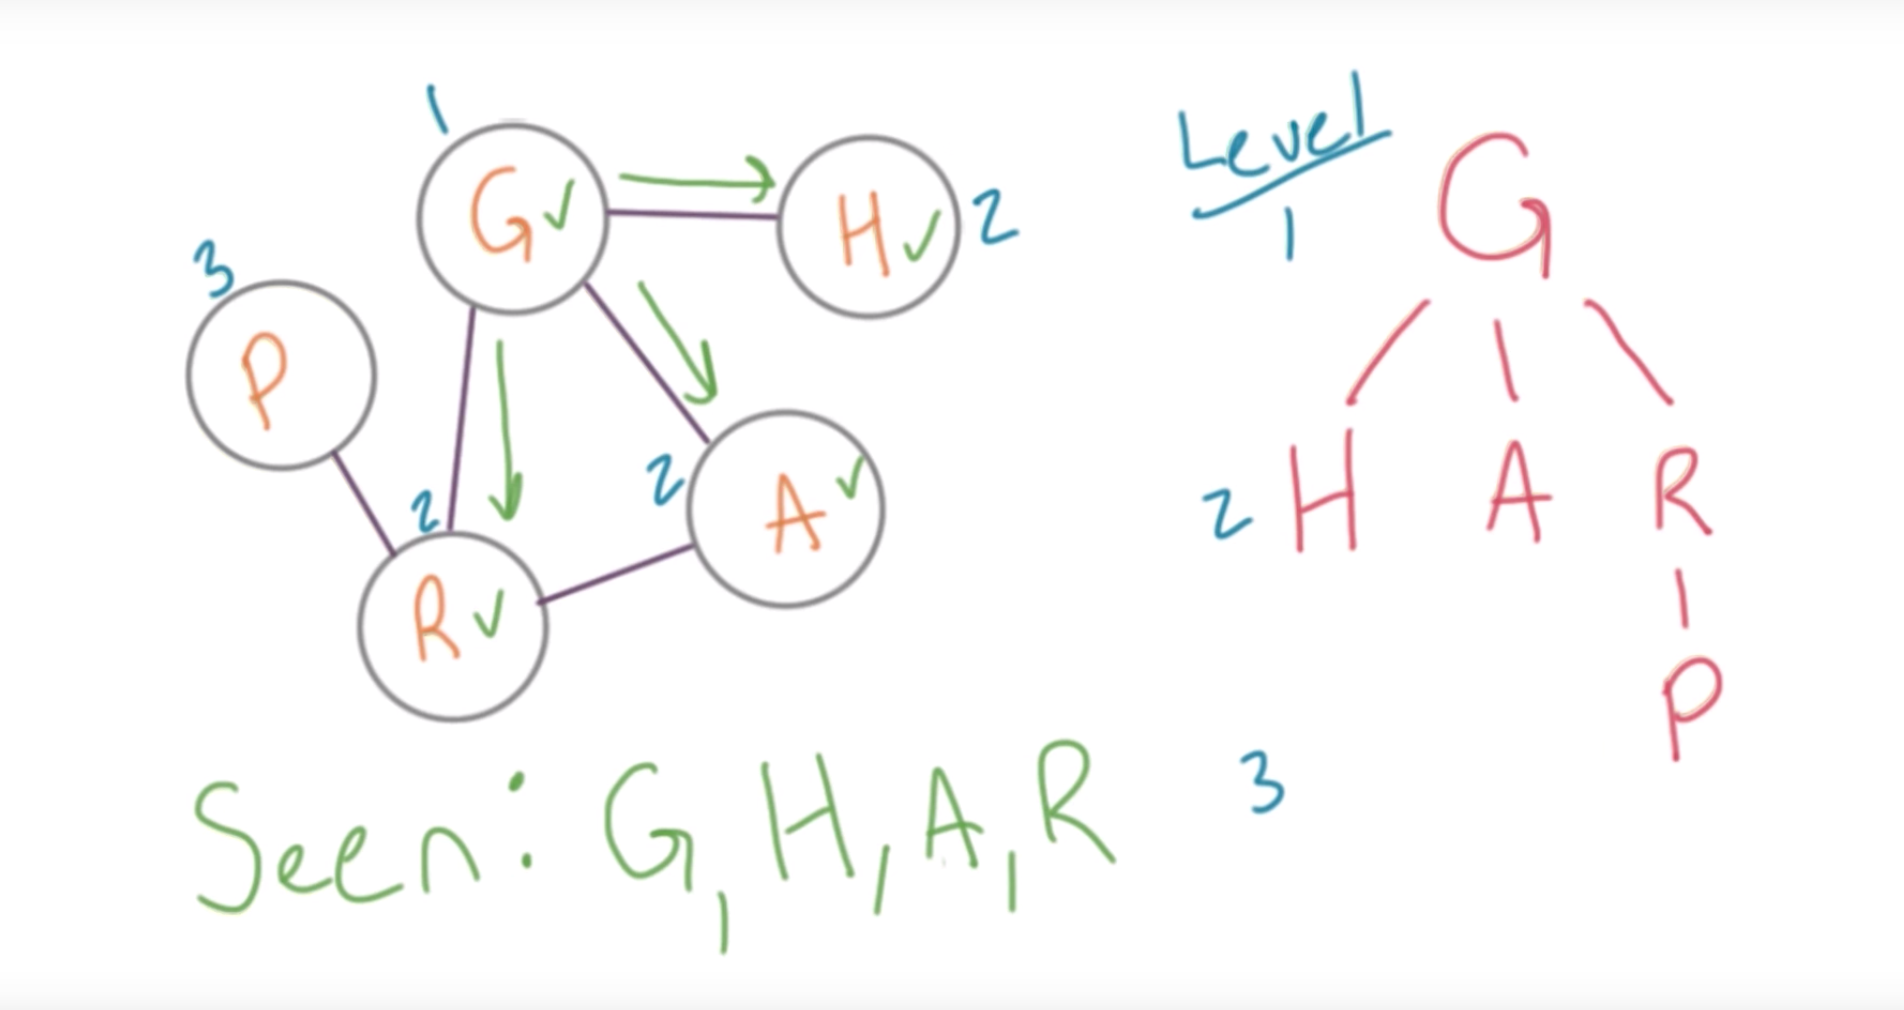 1
G H 2
3
P
2 2 A
R
Seen: G, H, A, R
Level
1 G
2 H A R
P
3